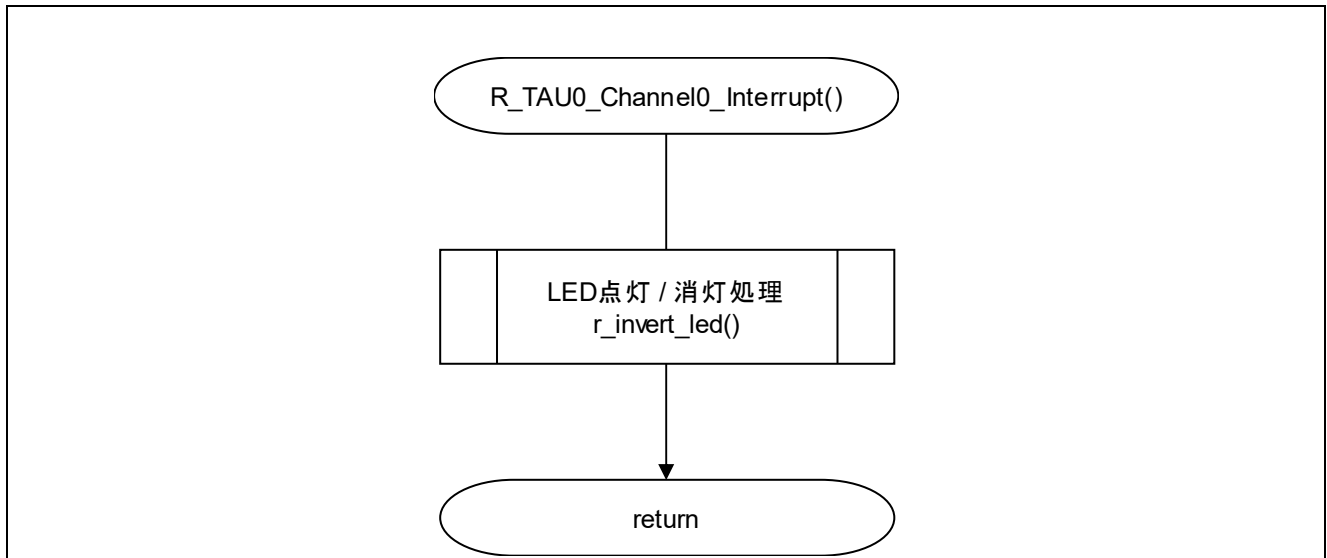 R_TAU0_Channel0_Interrupt()
LED点灯 / 消灯処理
r_invert_led()
return